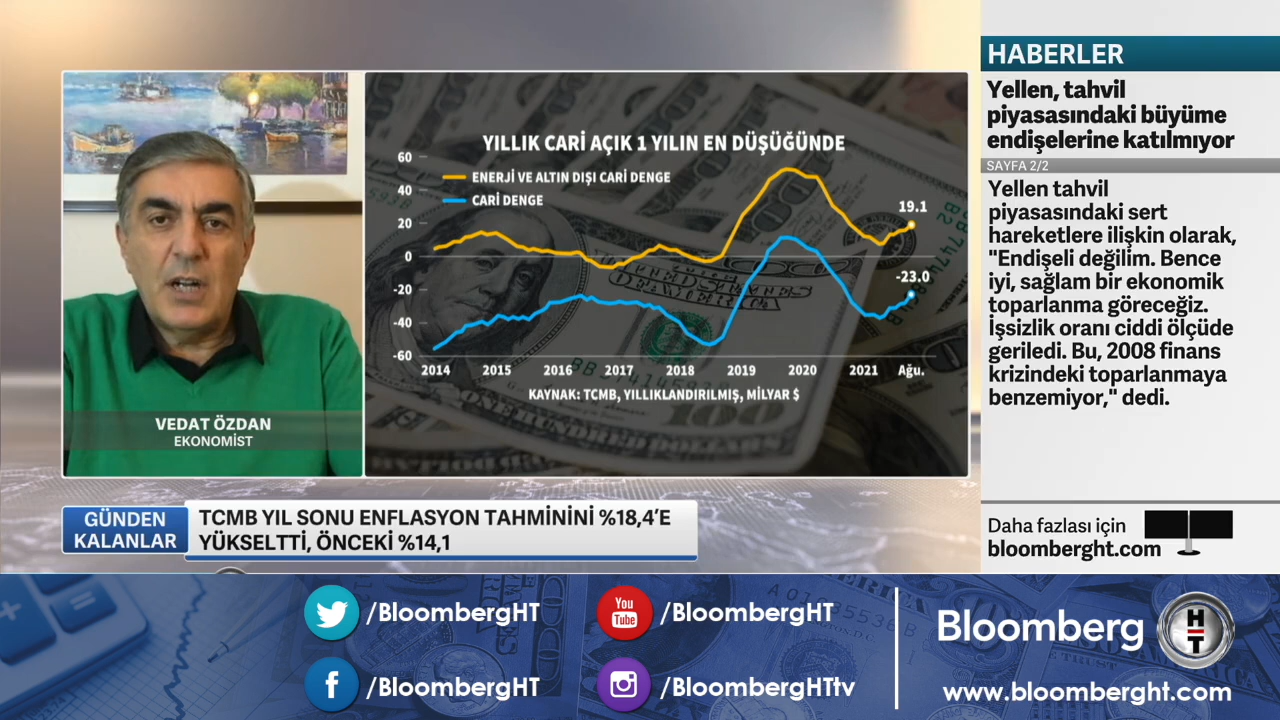 YILLIK CARİ AÇIK 1 YILIN EN DÜŞÜĞÜNDE
60
40
20
0
-20
-40
-60
ENERJİ VE ALTIN DIŞI CARİ DENGE
CARİ DENGE
19.1
-23.0
2014 2015 2016 2017 2018 2019 2020 2021 Ağu.
KAYNAK: TCMB, YILLIKLANDIRILMIŞ, MİLYAR $
VEDAT ÖZDAN
EKONOMİST
GÜNDEN
KALANLAR
TCMB YIL SONU ENFLASYON TAHMİNİNİ %18,4'E
YÜKSELTTİ, ÖNCEKİ %14,1
HABERLER
Yellen, tahvil
piyasasındaki büyüme
endişelerine katılmıyor
SAYFA 2/2
Yellen tahvil
piyasasındaki sert
hareketlere ilişkin olarak,
"Endişeli değilim. Bence
iyi, sağlam bir ekonomik
toparlanma göreceğiz.
İşsizlik oranı ciddi ölçüde
geriledi. Bu, 2008 finans
krizindeki toparlanmaya
benzemiyor," dedi.
Daha fazlası için
bloomberght.com
/BloombergHT
You
Tube
/BloombergHT
f
/BloombergHT
/BloombergHTtv
Bloomberg
HT
www.bloomberght.com